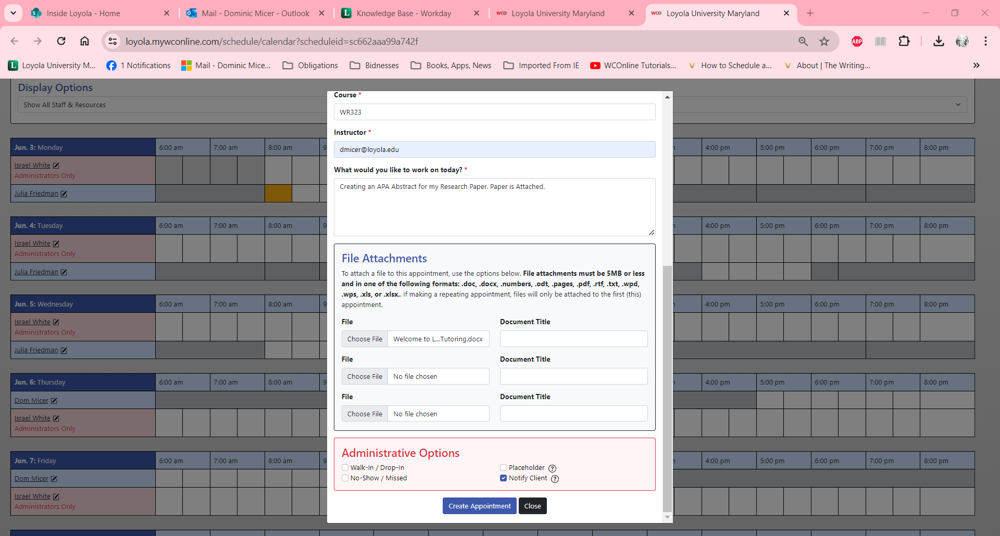 Inside Loyola - Home
Mail - Dominic Micer - Outlook
Knowledge Base - Workday
Loyola University Maryland
Loyola University Maryland
loyola.mywconline.com/schedule/calendar?scheduleid=sc662aaa99a742f
ABP
Loyola University M...
1 Notifications
Mail - Dominic Mice...
Obligations
Bidnesses
Books, Apps, News
Imported From IE
WCOnline Tutorials...
How to Schedule a...
About | The Writing...
Display Options
Show All Staff & Resources
Course *
WR323
Instructor *
dmicer@loyola.edu
What would you like to work on today? *
Creating an APA Abstract for my Research Paper. Paper is Attached.
File Attachments
To attach a file to this appointment, use the options below. File attachments must be 5MB or less
and in one of the following formats: .doc, .docx, .numbers, .odt, .pages, .pdf, .rtf, .txt, .wpd,
.wps, .xls, or .xlsx.. If making a repeating appointment, files will only be attached to the first (this)
appointment.
File Document Title
Choose File Welcome to L...Tutoring.docx
File Document Title
Choose File No file chosen
File Document Title
Choose File No file chosen
Administrative Options
Walk-In / Drop-In Placeholder ?
No-Show / Missed Notify Client ?
Create Appointment Close
Jun. 3: Monday 6:00 am 7:00 am 8:00 am 9 4:00 pm 5:00 pm 6:00 pm 7:00 pm 8:00 pm
Israel White
Administrators Only
Julia Friedman
Jun. 4: Tuesday 6:00 am 7:00 am 8:00 am 9 4:00 pm 5:00 pm 6:00 pm 7:00 pm 8:00 pm
Israel White
Administrators Only
Julia Friedman
Jun. 5: Wednesday 6:00 am 7:00 am 8:00 am 9 4:00 pm 5:00 pm 6:00 pm 7:00 pm 8:00 pm
Israel White
Administrators Only
Julia Friedman
Jun. 6: Thursday 6:00 am 7:00 am 8:00 am 9 4:00 pm 5:00 pm 6:00 pm 7:00 pm 8:00 pm
Dom Micer
Israel White
Administrators Only
Jun. 7: Friday 6:00 am 7:00 am 8:00 am 9 4:00 pm 5:00 pm 6:00 pm 7:00 pm 8:00 pm
Dom Micer
Israel White
Administrators Only